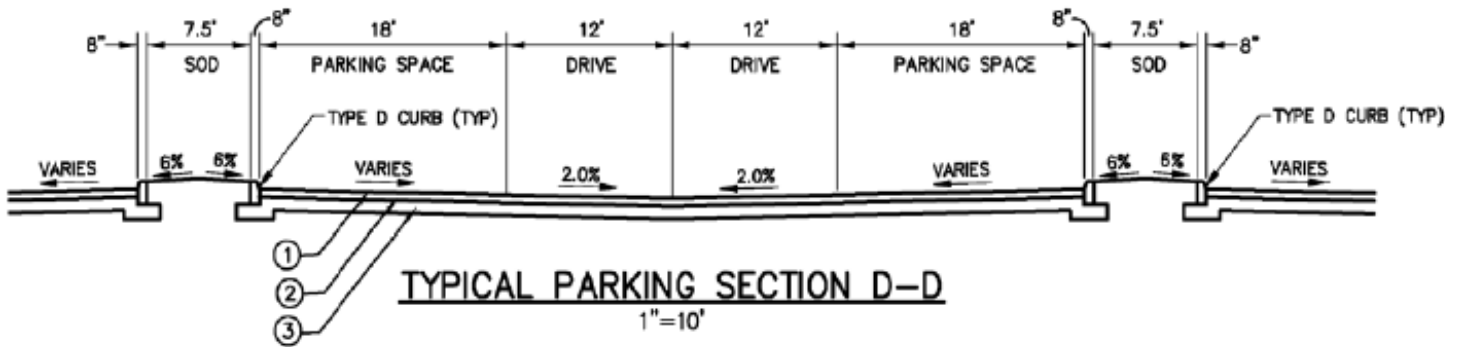 8" 7.5' 8" 18' 12' 12' 18' 8" 7.5' 8"
SOD PARKING SPACE DRIVE DRIVE PARKING SPACE SOD
TYPE D CURB (TYP) TYPE D CURB (TYP)
VARIES 6% 6% VARIES 2.0% 2.0% VARIES 6% 6% VARIES
1
2
3
TYPICAL PARKING SECTION D-D
1"=10'